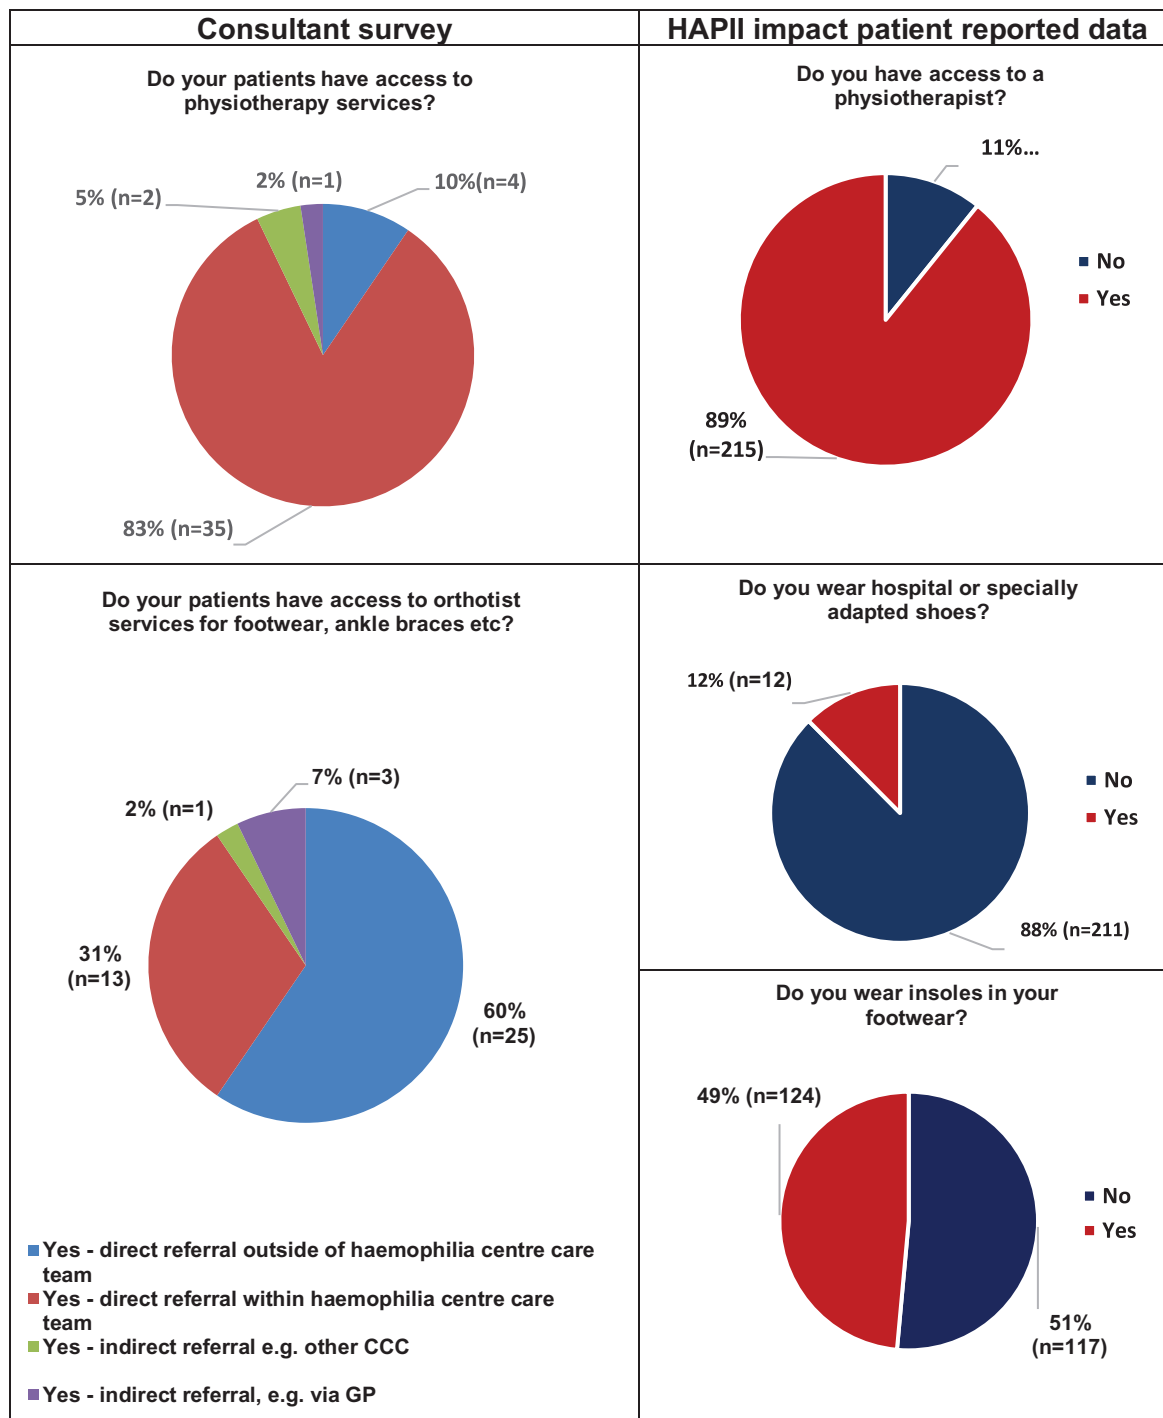 Consultant survey
HAPII impact patient reported data
Do your patients have access to
physiotherapy services?
2% (n=1)
10%(n=4)
5% (n=2)
83% (n=35)
Do you have access to a
physiotherapist?
11%...
No
Yes
89%
(n=215)
Do your patients have access to orthotist
services for footwear, ankle braces etc?
7% (n=3)
2% (n=1)
31%
(n=13)
60%
(n=25)
Yes - direct referral outside of haemophilia centre care
team
Yes - direct referral within haemophilia centre care
team
Yes - indirect referral e.g. other CCC
Yes - indirect referral, e.g. via GP
Do you wear hospital or specially
adapted shoes?
12% (n=12)
No
Yes
88% (n=211)
Do you wear insoles in your
footwear?
49% (n=124)
No
Yes
51%
(n=117)